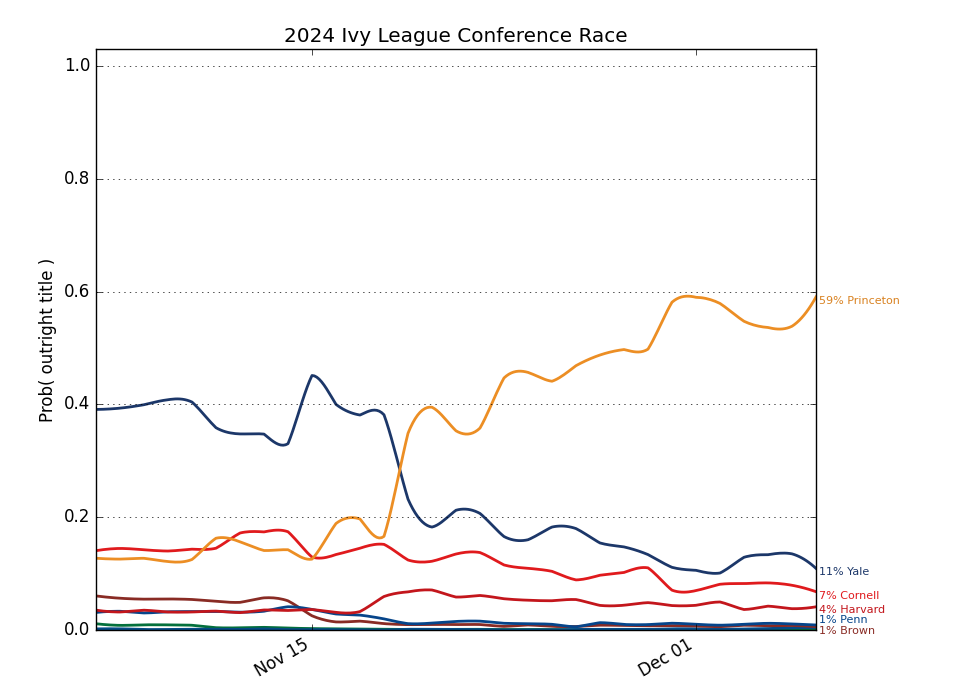 2024 Ivy League Conference Race
Prob( outright title )
1.0
0.8
0.6
0.4
0.2
0.0
59% Princeton
11% Yale
7% Cornell
4% Harvard
1% Penn
1% Brown
Nov 15
Dec 01